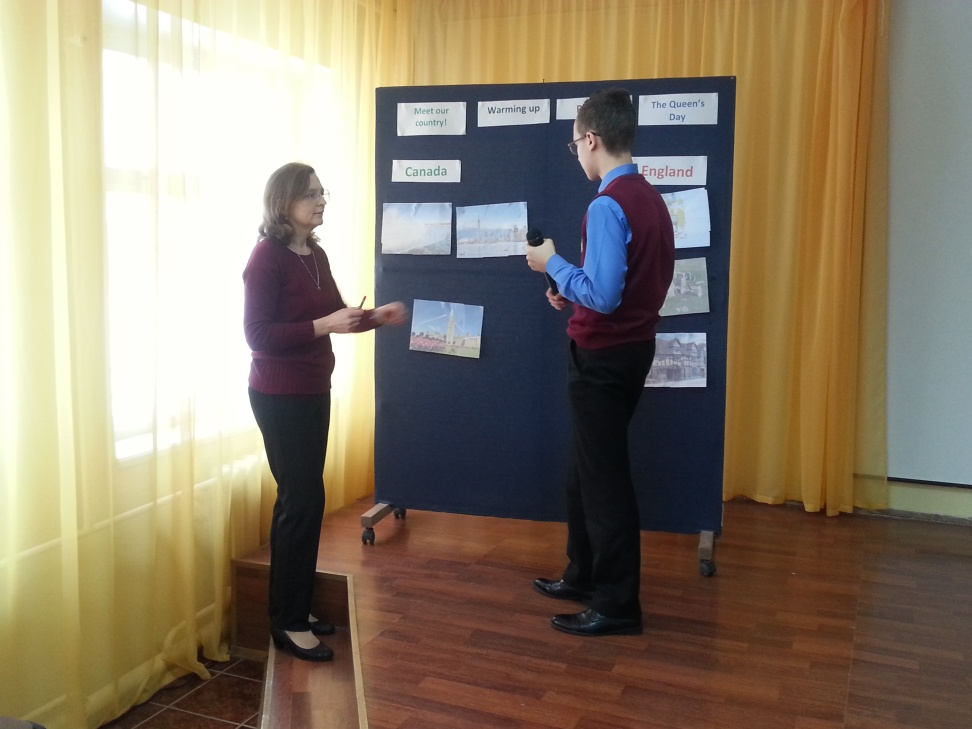 Meet our
country!
Warming up
The Queen's
Day
Canada
England